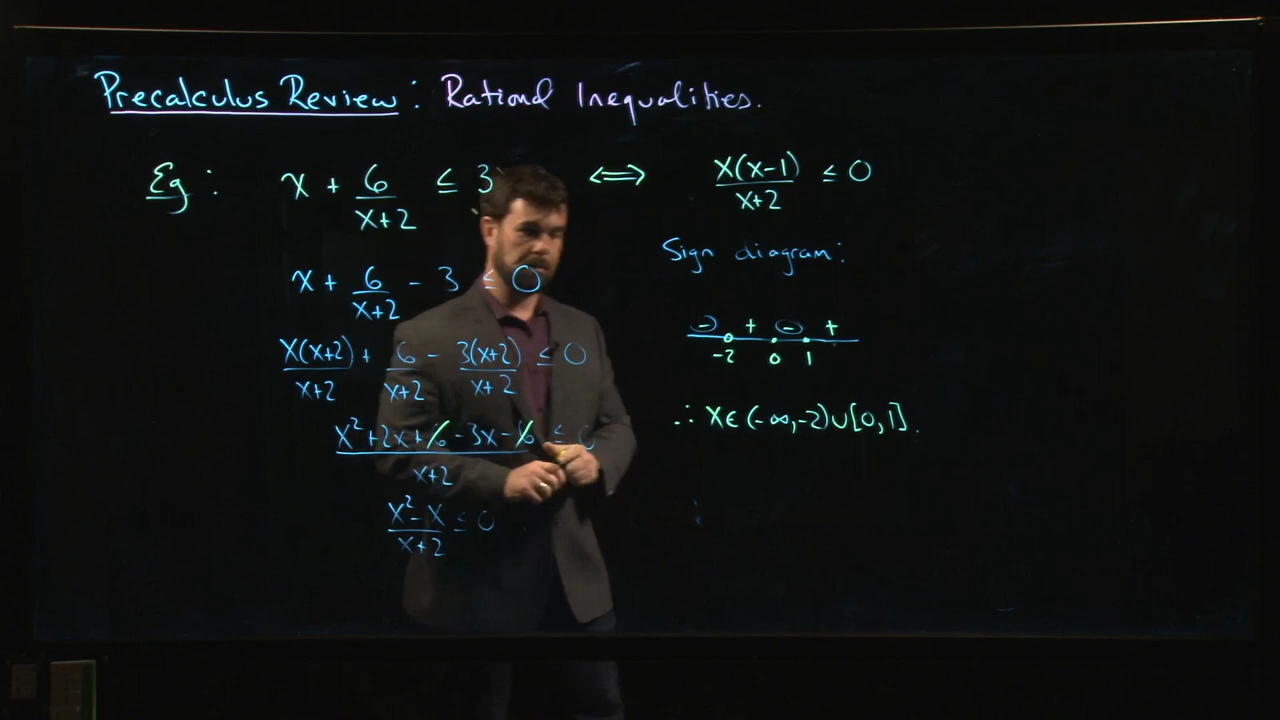 Precalculus Review: Rational Inequalities.
Eg: x + 6/(x+2) ≤ 3 ⟺ x(x-1)/(x+2) ≤ 0
x + 6/(x+2) - 3 ≤ 0
x(x+2)/(x+2) + 6/(x+2) - 3(x+2)/(x+2) ≤ 0
(x²+2x+6-3x-6)/(x+2) ≤ 0
(x²-x)/(x+2) ≤ 0
Sign diagram:
- + - +
-2 0 1
∴ x∈(-∞,-2)∪[0,1].